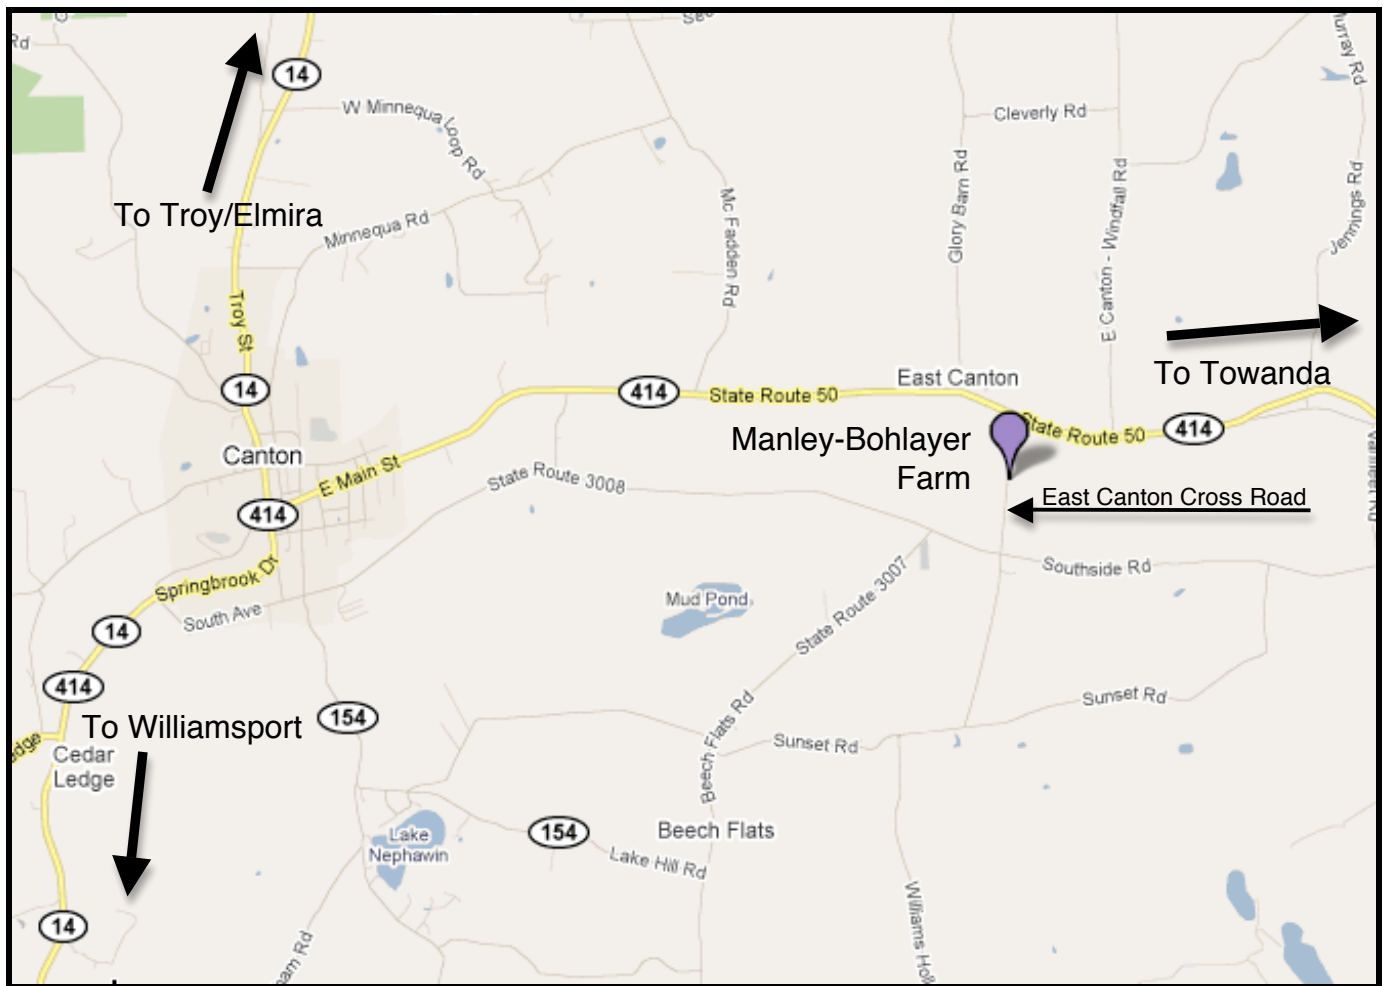 Rd
14
W Minnequa Loop Rd
Cleverly Rd
Murray Rd
To Troy/Elmira
Minnequa Rd
Mc Fadden Rd
Glory Barn Rd
E Canton - Windfall Rd
Jennings Rd
Troy St
14
414
State Route 50
East Canton
To Towanda
State Route 50
414
Canton
Manley-Bohlayer
Farm
E Main St
State Route 3008
East Canton Cross Road
414
Springbrook Dr
South Ave
Mud Pond
State Route 3007
Southside Rd
14
414
To Williamsport
154
Cedar
Ledge
Beech Flats Rd
Sunset Rd
Sunset Rd
Lake
Nephawin
154
Beech Flats
Lake Hill Rd
14
Williams Holl